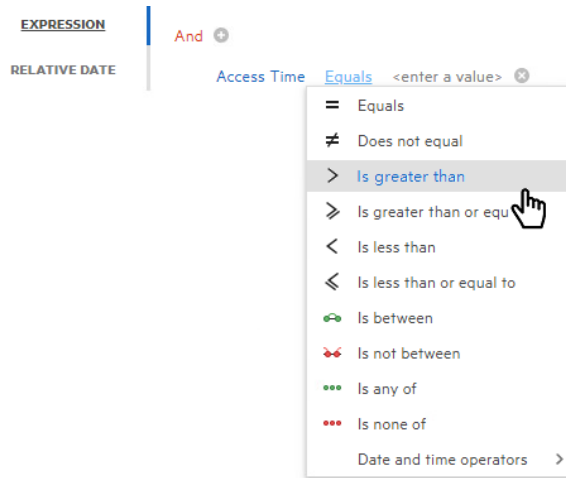 EXPRESSION
RELATIVE DATE
And
Access Time Equals <enter a value>
= Equals
≠ Does not equal
> Is greater than
⩾ Is greater than or equ
< Is less than
⩽ Is less than or equal to
Is between
Is not between
Is any of
Is none of
Date and time operators >